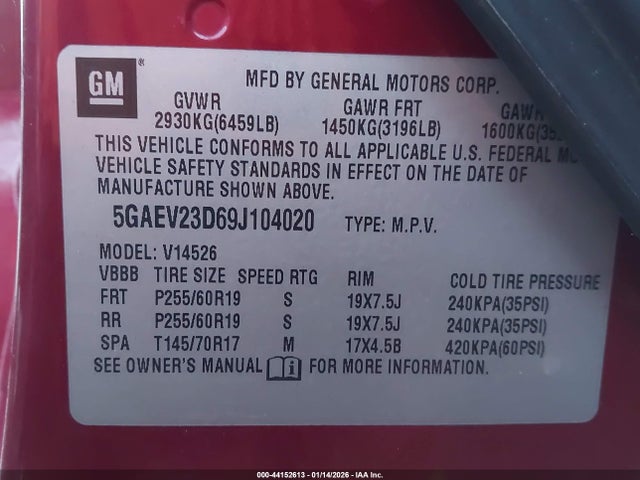 GM ®
MFD BY GENERAL MOTORS CORP.
GVWR GAWR FRT GAWR
2930KG(6459LB) 1450KG(3196LB) 1600KG
THIS VEHICLE CONFORMS TO ALL APPLICABLE U.S. FEDERAL
VEHICLE SAFETY STANDARDS IN EFFECT ON THE DATE OF
MANUFACTURE SHOWN ABOVE.
5GAEV23D69J104020 TYPE: M.P.V.
MODEL: V14526
VBBB TIRE SIZE SPEED RTG RIM COLD TIRE PRESSURE
FRT P255/60R19 S 19X7.5J 240KPA(35PSI)
RR P255/60R19 S 19X7.5J 240KPA(35PSI)
SPA T145/70R17 M 17X4.5B 420KPA(60PSI)
SEE OWNER'S MANUAL FOR MORE INFORMATION.
000-44152613 - 01/14/2026 - IAA Inc.